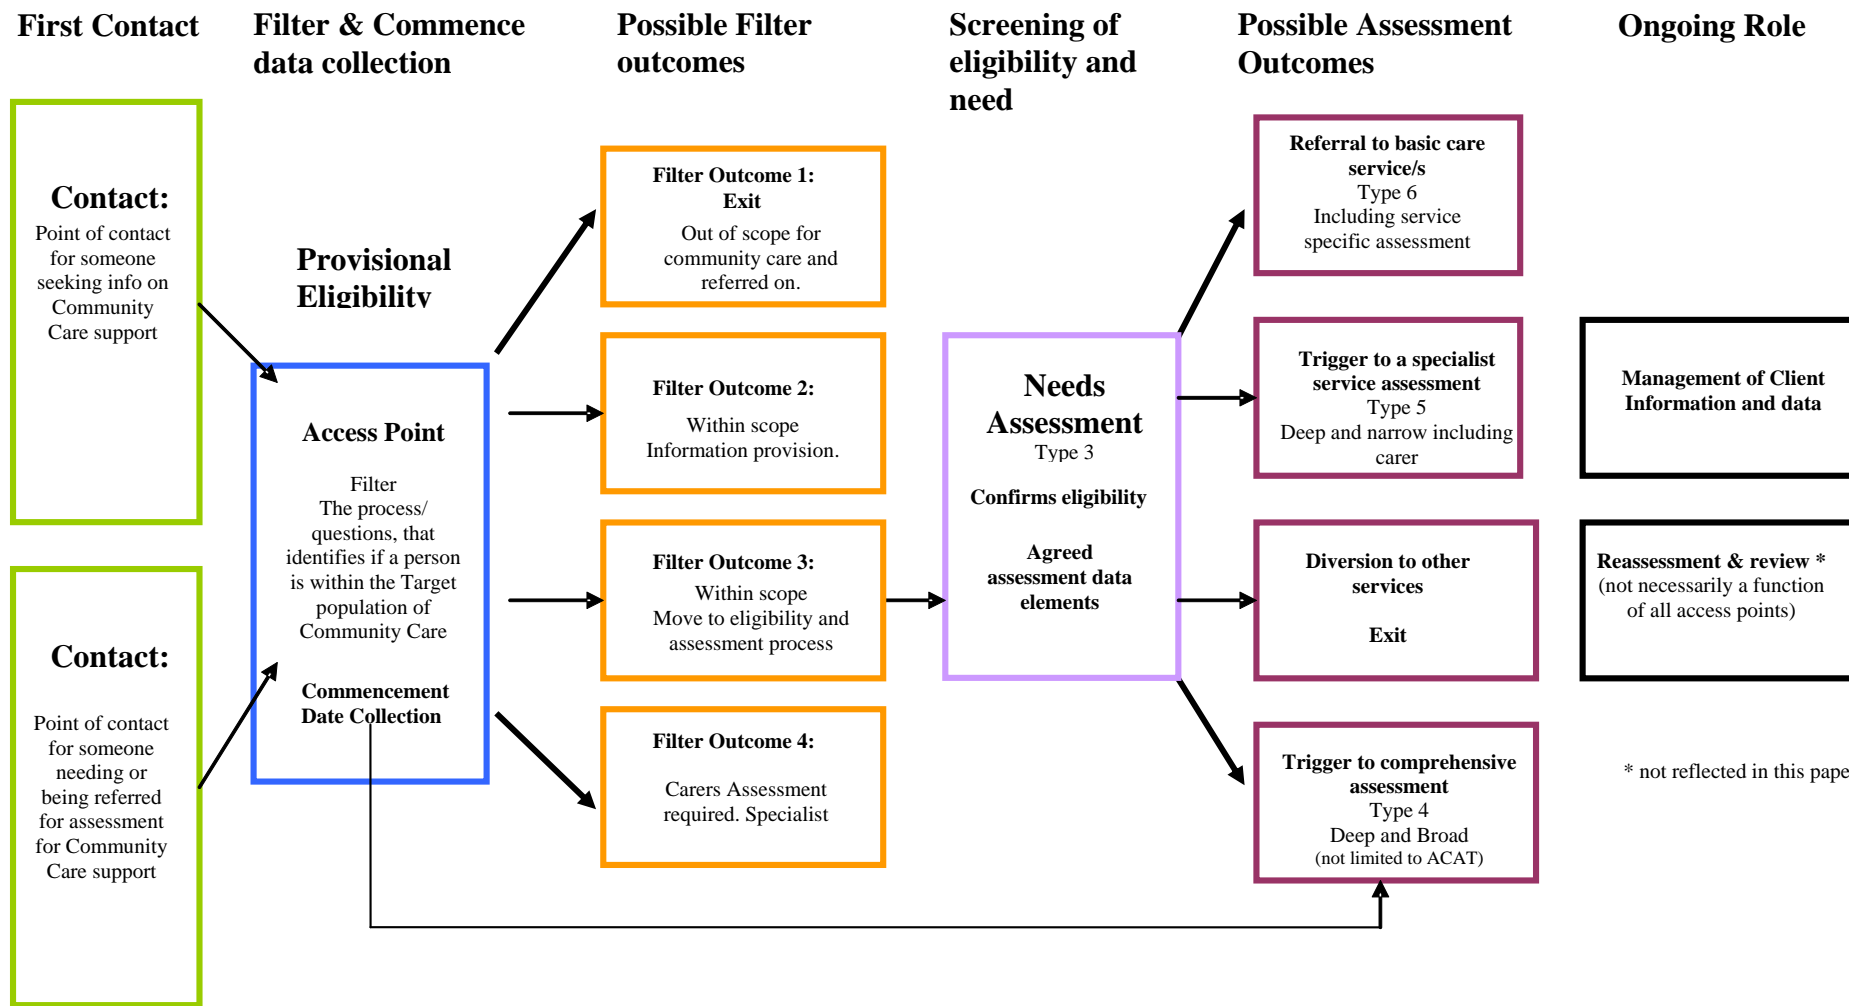 First Contact
Filter & Commence
data collection
Possible Filter
outcomes
Screening of
eligibility and
need
Possible Assessment
Outcomes
Ongoing Role
Contact:
Point of contact
for someone
seeking info on
Community
Care support
Contact:
Point of contact
for someone
needing or
being referred
for assessment
for Community
Care support
Provisional
Eligibility
Access Point
Filter
The process/
questions, that
identifies if a person
is within the Target
population of
Community Care
Commencement
Date Collection
Filter Outcome 1:
Exit
Out of scope for
community care and
referred on.
Filter Outcome 2:
Within scope
Information provision.
Filter Outcome 3:
Within scope
Move to eligibility and
assessment process
Filter Outcome 4:
Carers Assessment
required. Specialist
Needs
Assessment
Type 3
Confirms eligibility
Agreed
assessment data
elements
Referral to basic care
service/s
Type 6
Including service
specific assessment
Trigger to a specialist
service assessment
Type 5
Deep and narrow including
carer
Diversion to other
services
Exit
Trigger to comprehensive
assessment
Type 4
Deep and Broad
(not limited to ACAT)
Management of Client
Information and data
Reassessment & review *
(not necessarily a function
of all access points)
* not reflected in this pape